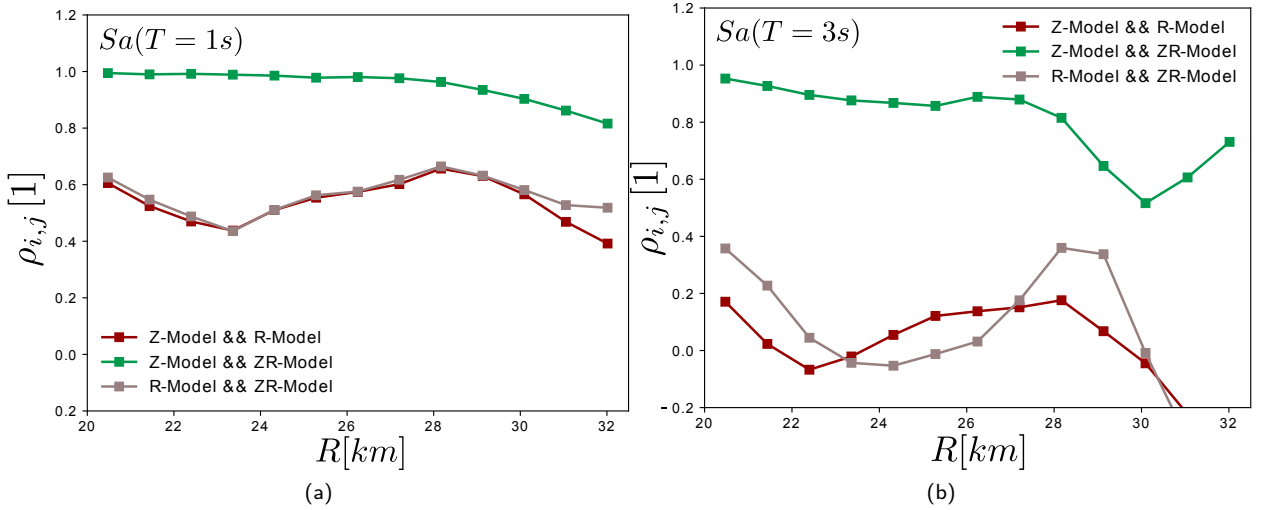 Sa(T = 1s)
1.2
1.0
0.8
0.6
0.4
0.2
0.0
0.2
ρi,j [1]
Z-Model && R-Model
Z-Model && ZR-Model
R-Model && ZR-Model
20 22 24 26 28 30 32
R[km]
(a)
Sa(T = 3s)
Z-Model && R-Model
Z-Model && ZR-Model
R-Model && ZR-Model
1.2
1.0
0.8
0.6
0.4
0.2
0.0
-0.2
ρi,j [1]
20 22 24 26 28 30 32
R[km]
(b)